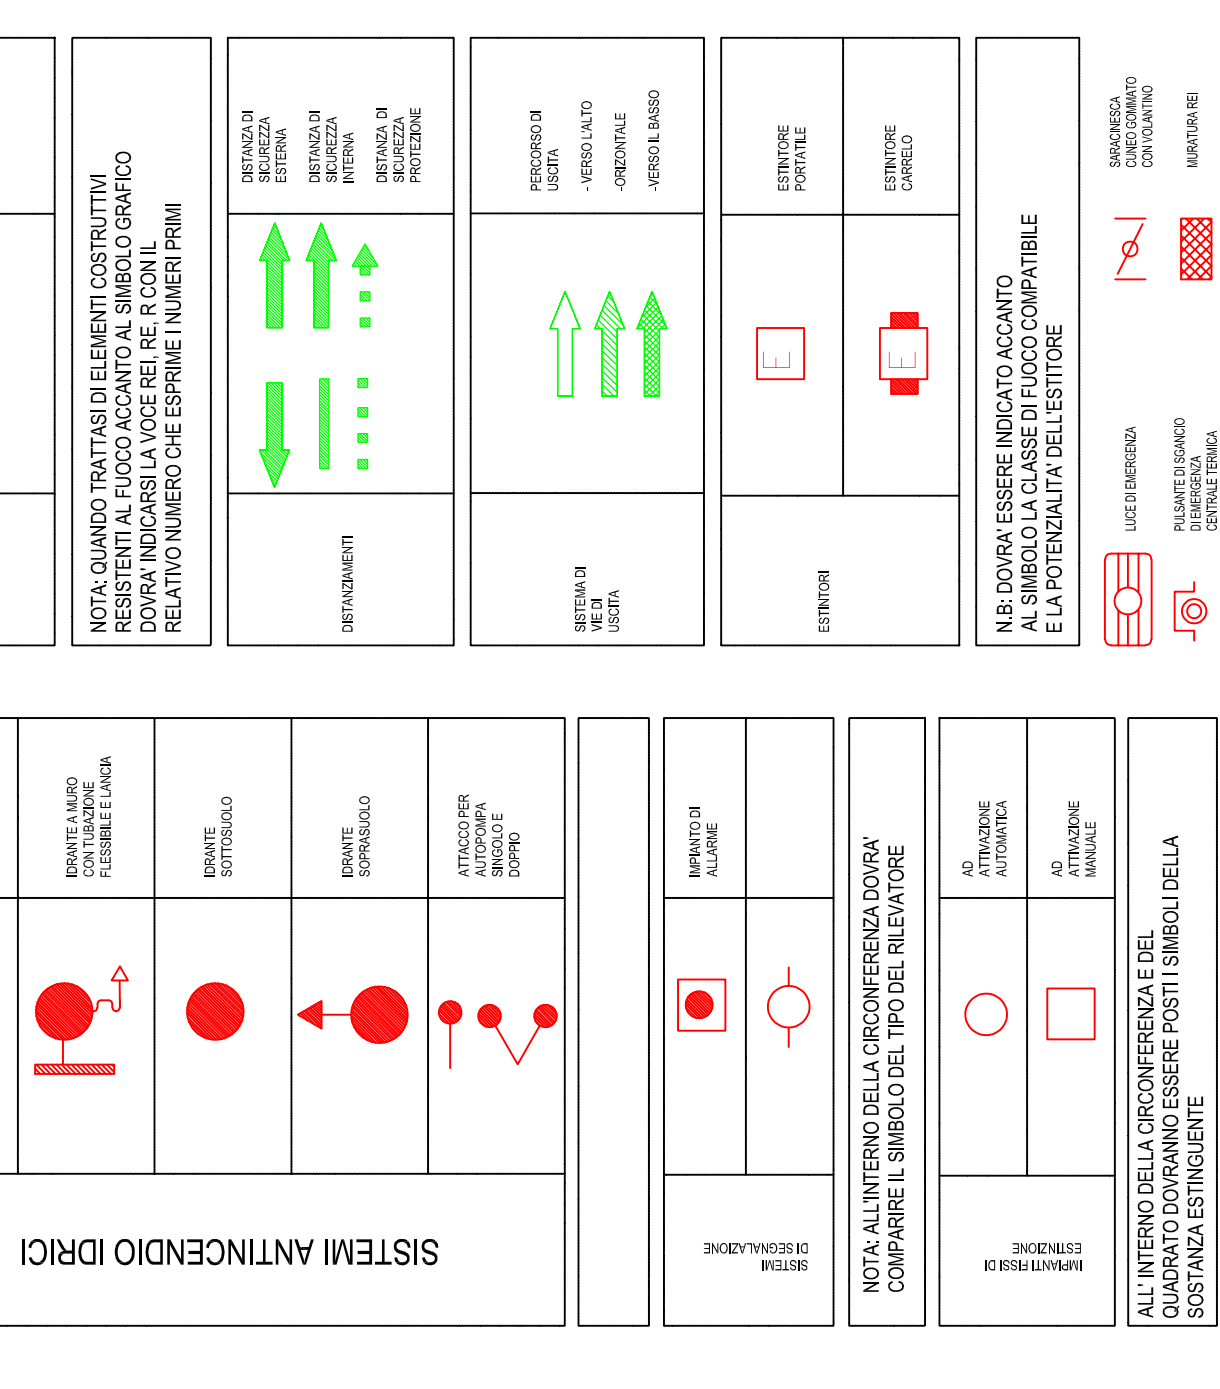 NOTA: QUANDO TRATTASI DI ELEMENTI COSTRUTTIVI
RESISTENTI AL FUOCO ACCANTO AL SIMBOLO GRAFICO
DOVRA' INDICARSI LA VOCE REI, RE, R CON IL
RELATIVO NUMERO CHE ESPRIME I NUMERI PRIMI
DISTANZIAMENTI
DISTANZA DI
SICUREZZA
ESTERNA
DISTANZA DI
SICUREZZA
INTERNA
DISTANZA DI
SICUREZZA
PROTEZIONE
SISTEMA DI
VIE DI
USCITA
PERCORSO DI
USCITA
- VERSO L'ALTO
-ORIZONTALE
-VERSO IL BASSO
ESTINTORI
E
ESTINTORE
PORTATILE
E
ESTINTORE
CARRELO
N.B: DOVRA' ESSERE INDICATO ACCANTO
AL SIMBOLO LA CLASSE DI FUOCO COMPATIBILE
E LA POTENZIALITA' DELL'ESTITORE
LUCE DI EMERGENZA
SARACINESCA
CUNEO GOMMATO
CON VOLANTINO
PULSANTE DI SGANCIO
DI EMERGENZA
CENTRALE TERMICA
MURATURA REI
SISTEMI ANTINCENDIO IDRICI
IDRANTE A MURO
CON TUBAZIONE
FLESSIBILE E LANCIA
IDRANTE
SOTTOSUOLO
IDRANTE
SOPRASUOLO
ATTACCO PER
AUTOPOMPA
SINGOLO E
DOPPIO
SISTEMI
DI SEGNALAZIONE
IMPIANTO DI
ALLARME
NOTA: ALL'INTERNO DELLA CIRCONFERENZA DOVRA'
COMPARIRE IL SIMBOLO DEL TIPO DEL RILEVATORE
IMPIANTI FISSI DI
ESTINZIONE
AD
ATTIVAZIONE
AUTOMATICA
AD
ATTIVAZIONE
MANUALE
ALL' INTERNO DELLA CIRCONFERENZA E DEL
QUADRATO DOVRANNO ESSERE POSTI I SIMBOLI DELLA
SOSTANZA ESTINGUENTE